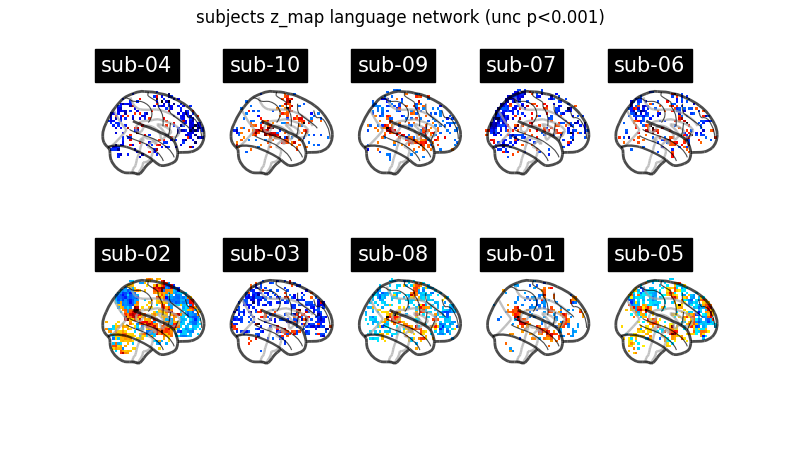 subjects z_map language network (unc p<0.001)
sub-04 sub-10 sub-09 sub-07 sub-06
sub-02 sub-03 sub-08 sub-01 sub-05